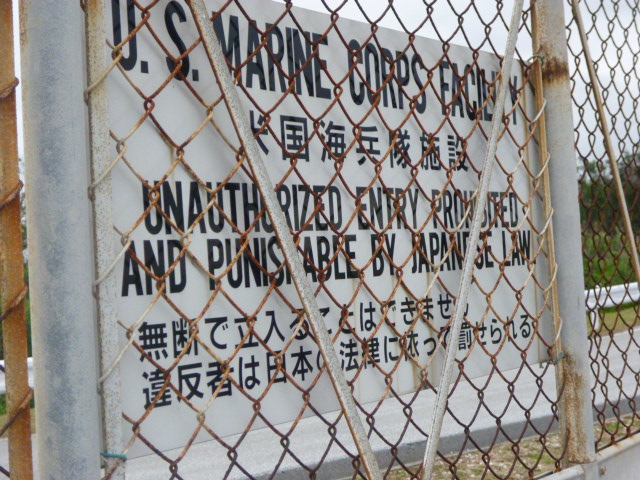 U. S. MARINE CORPS FACILITY
米国海兵隊施設
UNAUTHORIZED ENTRY PROHIBITED
AND PUNISHABLE BY JAPANESE LAW
無断で立入ることはできません
違反者は日本の法律に依って罰せられる